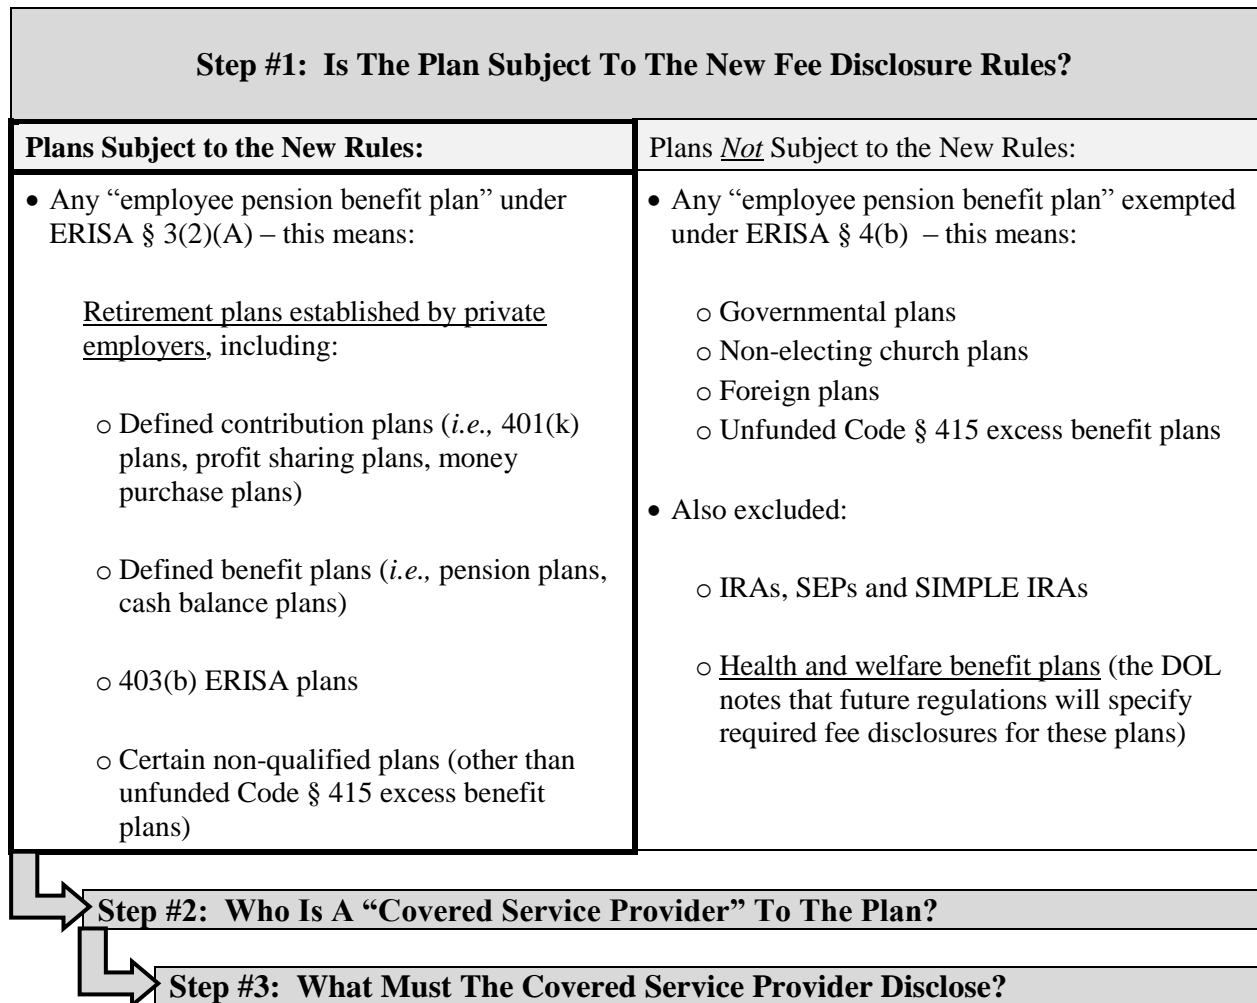 Step #1: Is The Plan Subject To The New Fee Disclosure Rules?
Plans Subject to the New Rules:
• Any “employee pension benefit plan” under
ERISA § 3(2)(A) – this means:
Retirement plans established by private
employers, including:
o Defined contribution plans (i.e., 401(k)
plans, profit sharing plans, money
purchase plans)
o Defined benefit plans (i.e., pension plans,
cash balance plans)
o 403(b) ERISA plans
o Certain non-qualified plans (other than
unfunded Code § 415 excess benefit
plans)
Plans Not Subject to the New Rules:
• Any “employee pension benefit plan” exempted
under ERISA § 4(b) – this means:
o Governmental plans
o Non-electing church plans
o Foreign plans
o Unfunded Code § 415 excess benefit plans
• Also excluded:
o IRAs, SEPs and SIMPLE IRAs
o Health and welfare benefit plans (the DOL
notes that future regulations will specify
required fee disclosures for these plans)
Step #2: Who Is A “Covered Service Provider” To The Plan?
Step #3: What Must The Covered Service Provider Disclose?